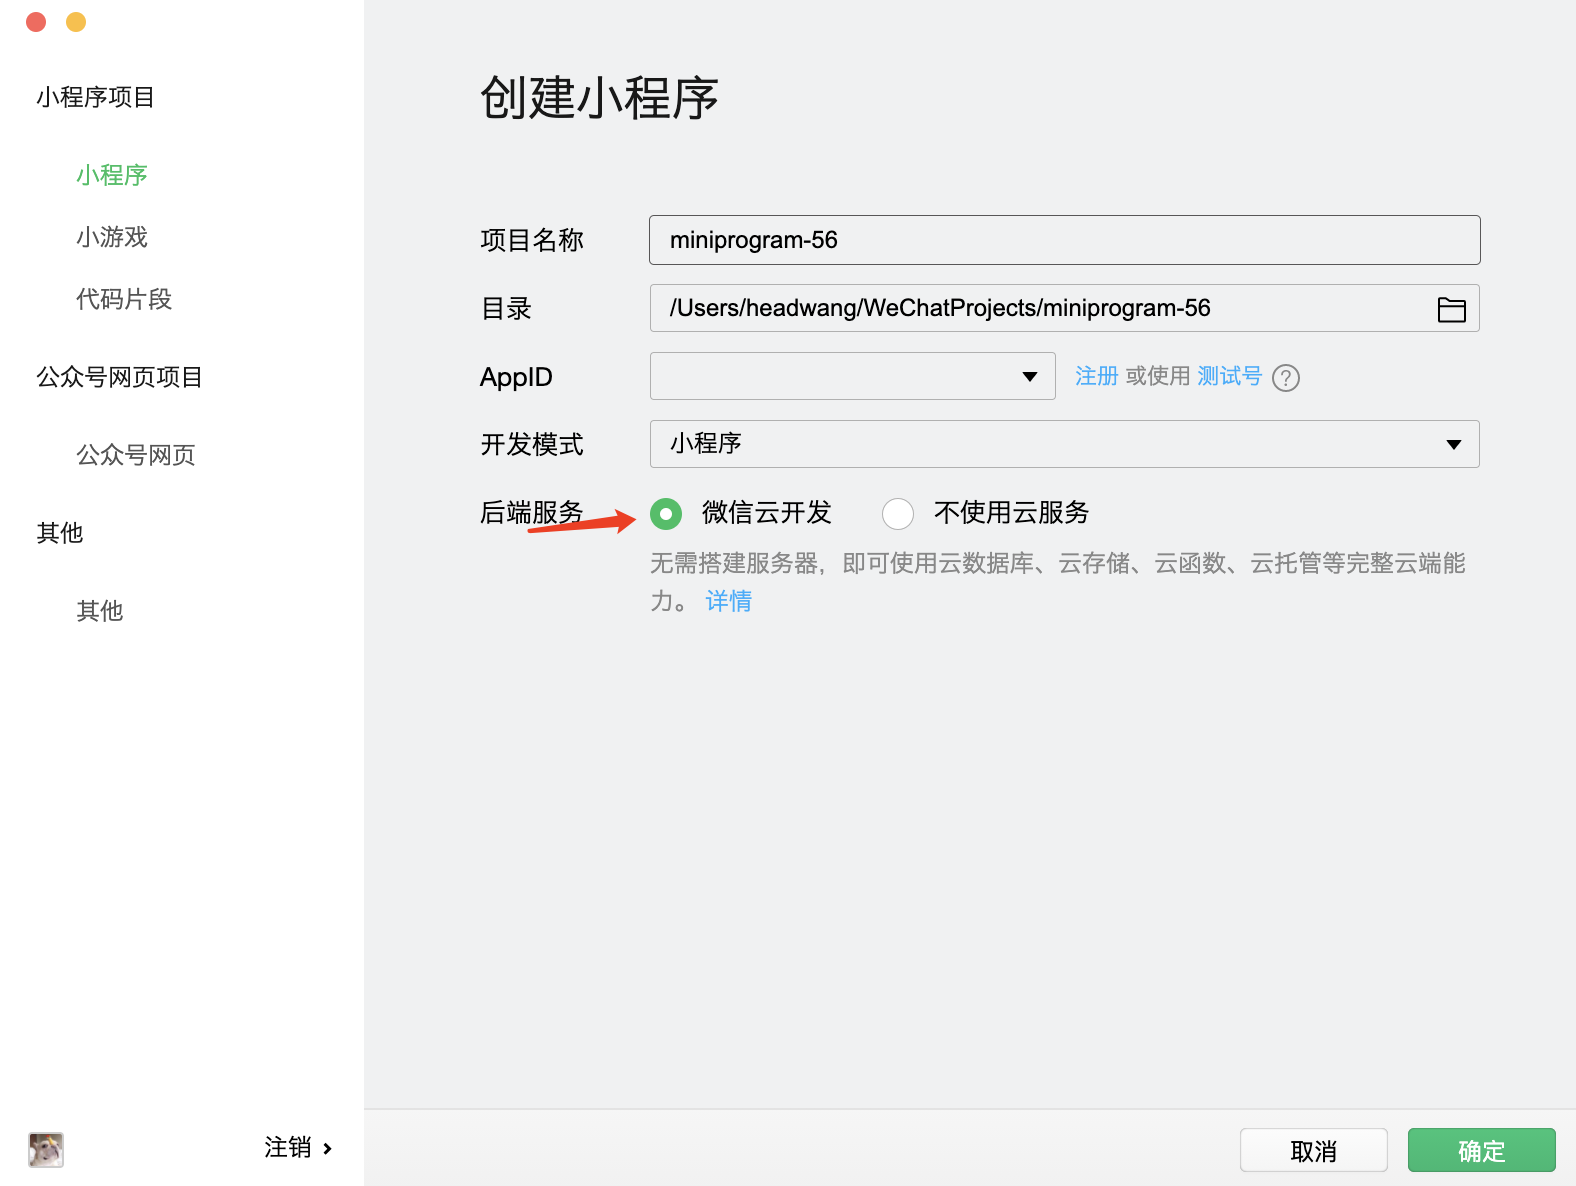 小程序项目
小程序
小游戏
代码片段
公众号网页项目
公众号网页
其他
其他
注销
创建小程序
项目名称 miniprogram-56
目录 /Users/headwang/WeChatProjects/miniprogram-56
AppID 注册 或使用 测试号 ?
开发模式 小程序
后端服务 微信云开发 不使用云服务
无需搭建服务器，即可使用云数据库、云存储、云函数、云托管等完整云端能
力。 详情
取消 确定